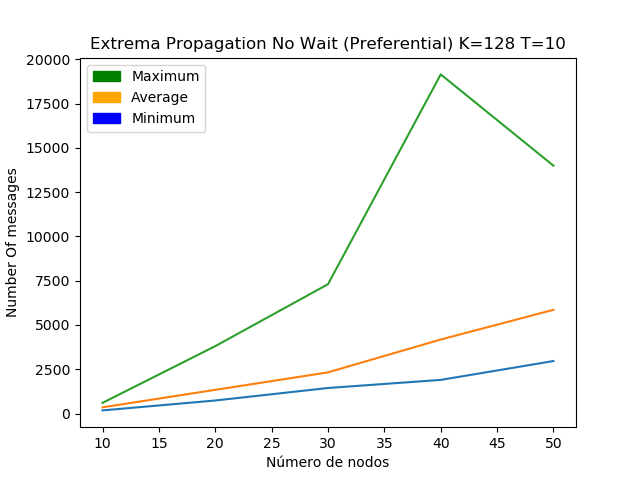 Extrema Propagation No Wait (Preferential) K=128 T=10
20000
17500
15000
12500
10000
7500
5000
2500
0
Number Of messages
Maximum
Average
Minimum
10 15 20 25 30 35 40 45 50
Número de nodos